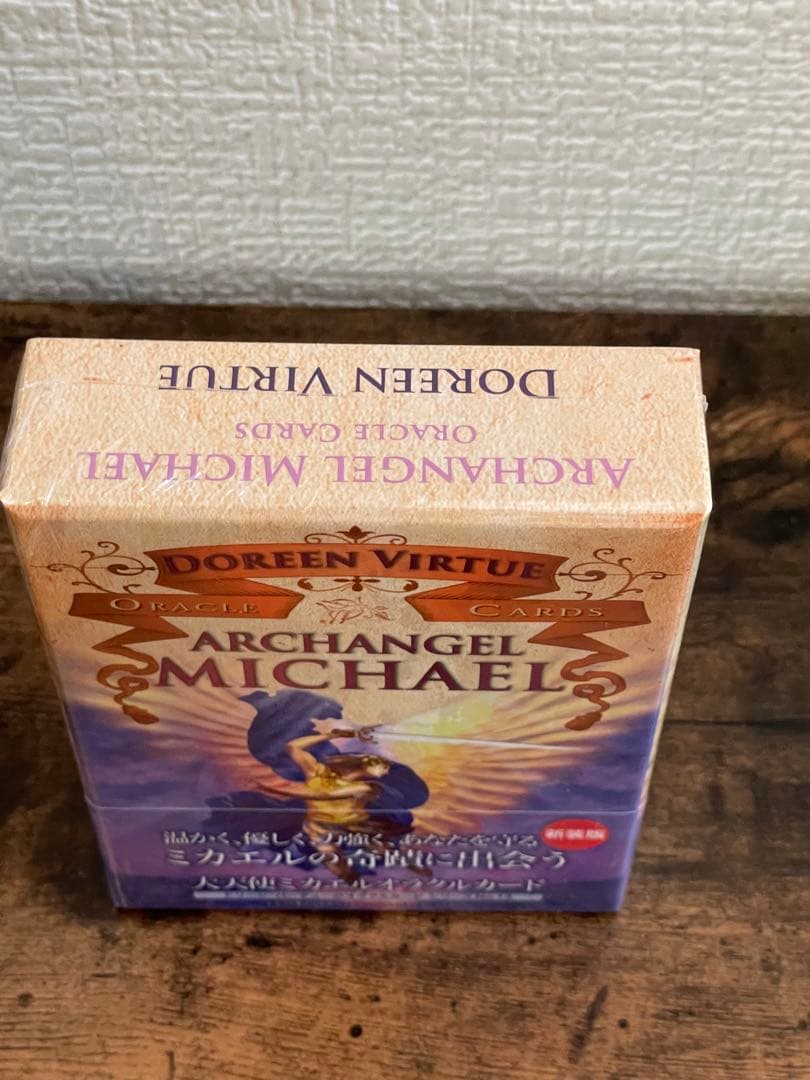 DOREEN VIRTUE
ORACLE CARDS
ARCHANGEL MICHAEL
DOREEN VIRTUE
ORACLE CARDS
ARCHANGEL
MICHAEL
温かく、優しく、力強く、あなたを守る
新装版
ミカエルの奇蹟に出会う
大天使ミカエルオラクルカード